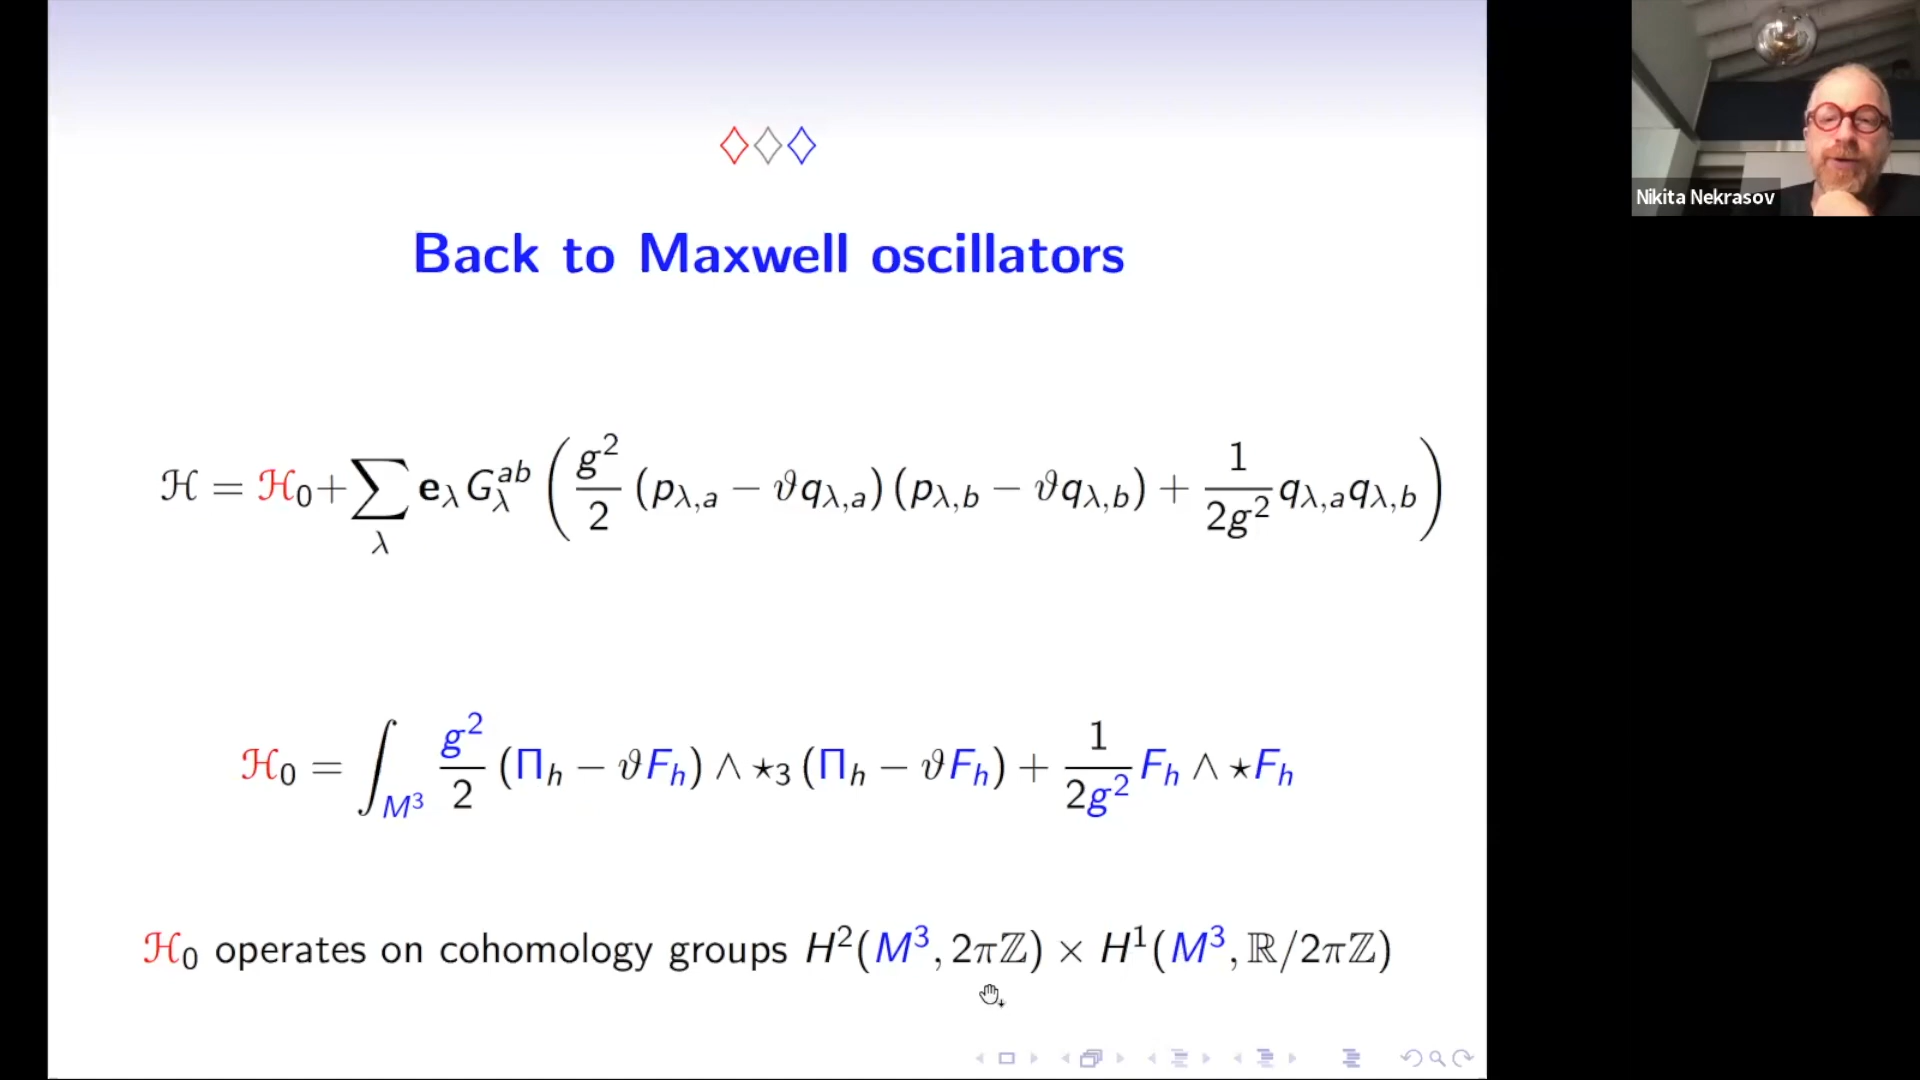 ♢♢♢
Back to Maxwell oscillators
ℋ = ℋ₀+∑_λ e_λ G_λ^{ab} ( g²/2 (p_{λ,a} − ϑq_{λ,a}) (p_{λ,b} − ϑq_{λ,b}) + 1/2g² q_{λ,a}q_{λ,b} )
ℋ₀ = ∫_{M³} g²/2 (Π_h − ϑF_h) ∧ ⋆₃ (Π_h − ϑF_h) + 1/2g² F_h ∧ ⋆F_h
ℋ₀ operates on cohomology groups H²(M³, 2πℤ) × H¹(M³, ℝ/2πℤ)
Nikita Nekrasov